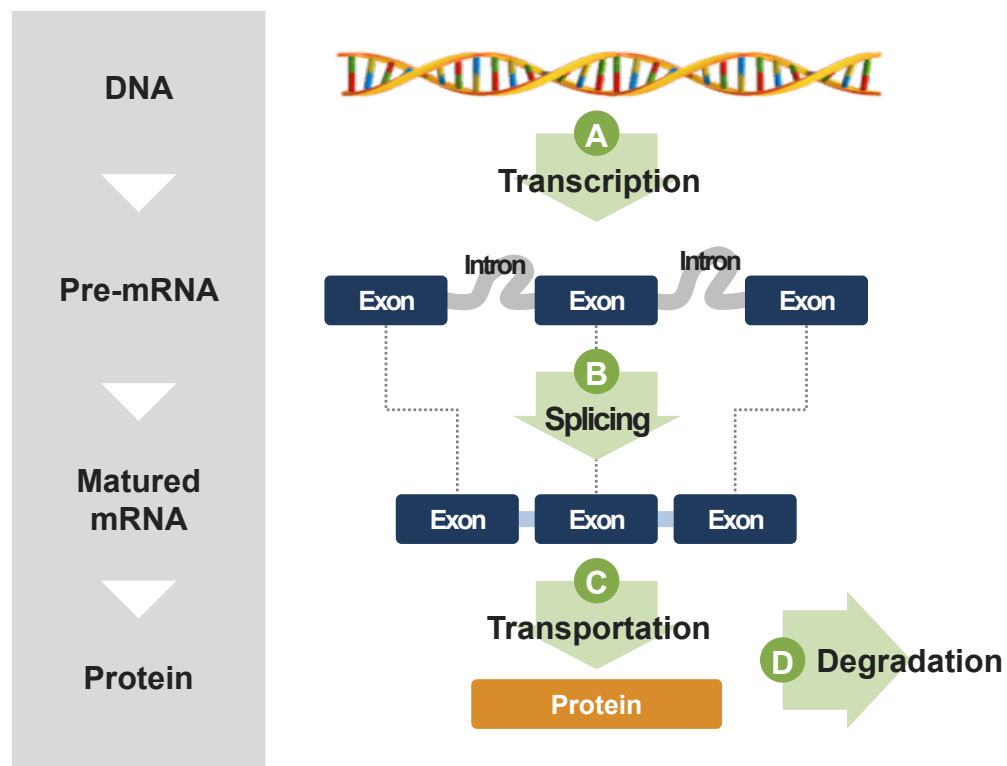 DNA
A
Transcription
Pre-mRNA
Intron
Intron
Exon
Exon
Exon
B
Splicing
Matured
mRNA
Exon
Exon
Exon
C
Transportation
D
Degradation
Protein
Protein